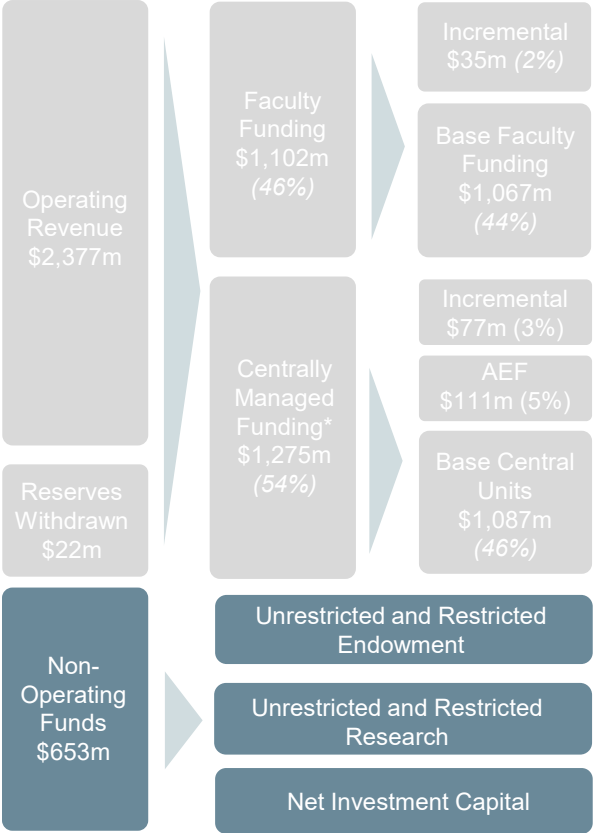 Operating
Revenue
$2,377m
Reserves
Withdrawn
$22m
Faculty
Funding
$1,102m
(46%)
Incremental
$35m (2%)
Base Faculty
Funding
$1,067m
(44%)
Centrally
Managed
Funding*
$1,275m
(54%)
Incremental
$77m (3%)
AEF
$111m (5%)
Base Central
Units
$1,087m
(46%)
Non-
Operating
Funds
$653m
Unrestricted and Restricted
Endowment
Unrestricted and Restricted
Research
Net Investment Capital